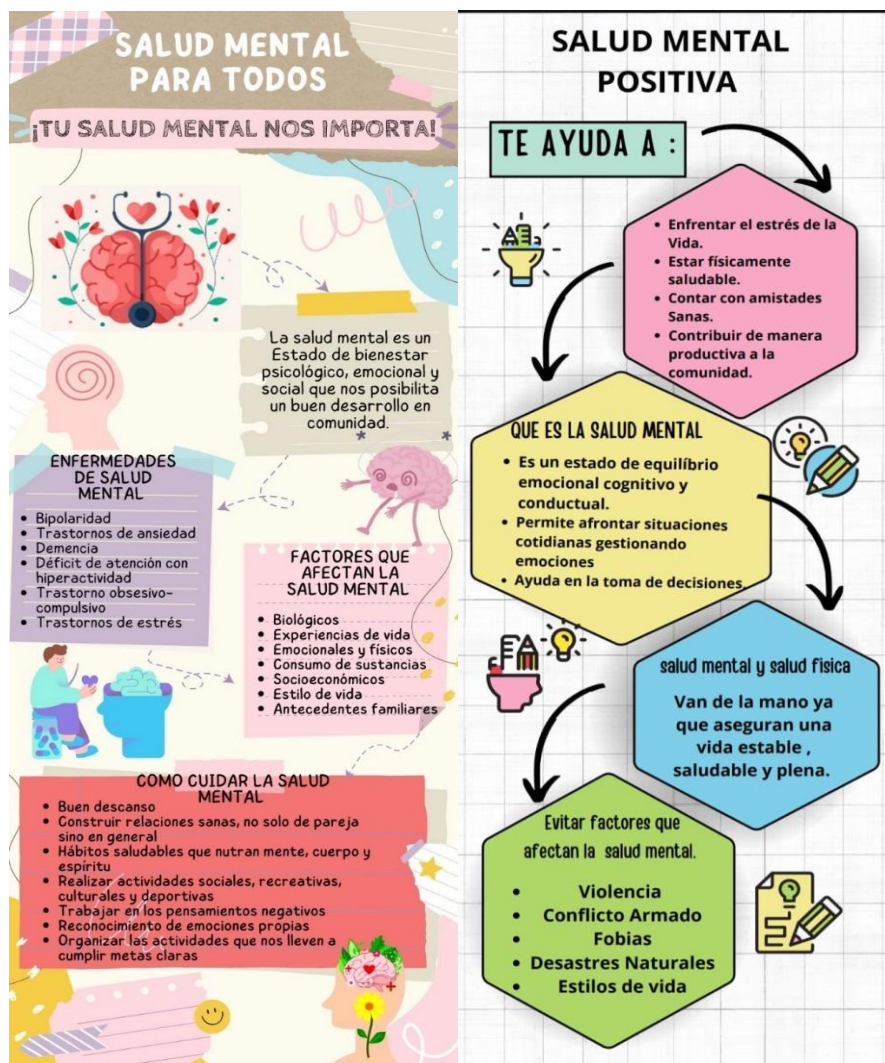 SALUD MENTAL
PARA TODOS
¡TU SALUD MENTAL NOS IMPORTA!
La salud mental es un
Estado de bienestar
psicológico, emocional y
social que nos posibilita
un buen desarrollo en
comunidad.
ENFERMEDADES
DE SALUD
MENTAL
• Bipolaridad
• Trastornos de ansiedad
• Demencia
• Déficit de atención con
hiperactividad
• Trastorno obsesivo-
compulsivo
• Trastornos de estrés
FACTORES QUE
AFECTAN LA
SALUD MENTAL
• Biológicos
• Experiencias de vida
• Emocionales y físicos
• Consumo de sustancias
• Socioeconómicos
• Estilo de vida
• Antecedentes familiares
COMO CUIDAR LA SALUD
MENTAL
• Buen descanso
• Construir relaciones sanas, no solo de pareja
sino en general
• Hábitos saludables que nutran mente, cuerpo y
espíritu
• Realizar actividades sociales, recreativas,
culturales y deportivas
• Trabajar en los pensamientos negativos
• Reconocimiento de emociones propias
• Organizar las actividades que nos lleven a
cumplir metas claras
SALUD MENTAL
POSITIVA
TE AYUDA A :
• Enfrentar el estrés de la
Vida.
• Estar físicamente
saludable.
• Contar con amistades
Sanas.
• Contribuir de manera
productiva a la
comunidad.
QUE ES LA SALUD MENTAL
• Es un estado de equilíbrio
emocional cognitivo y
conductual.
• Permite afrontar situaciones
cotidianas gestionando
emociones
• Ayuda en la toma de decisiones.
salud mental y salud fisica
Van de la mano ya
que aseguran una
vida estable ,
saludable y plena.
Evitar factores que
afectan la salud mental.
• Violencia
• Conflicto Armado
• Fobias
• Desastres Naturales
• Estilos de vida